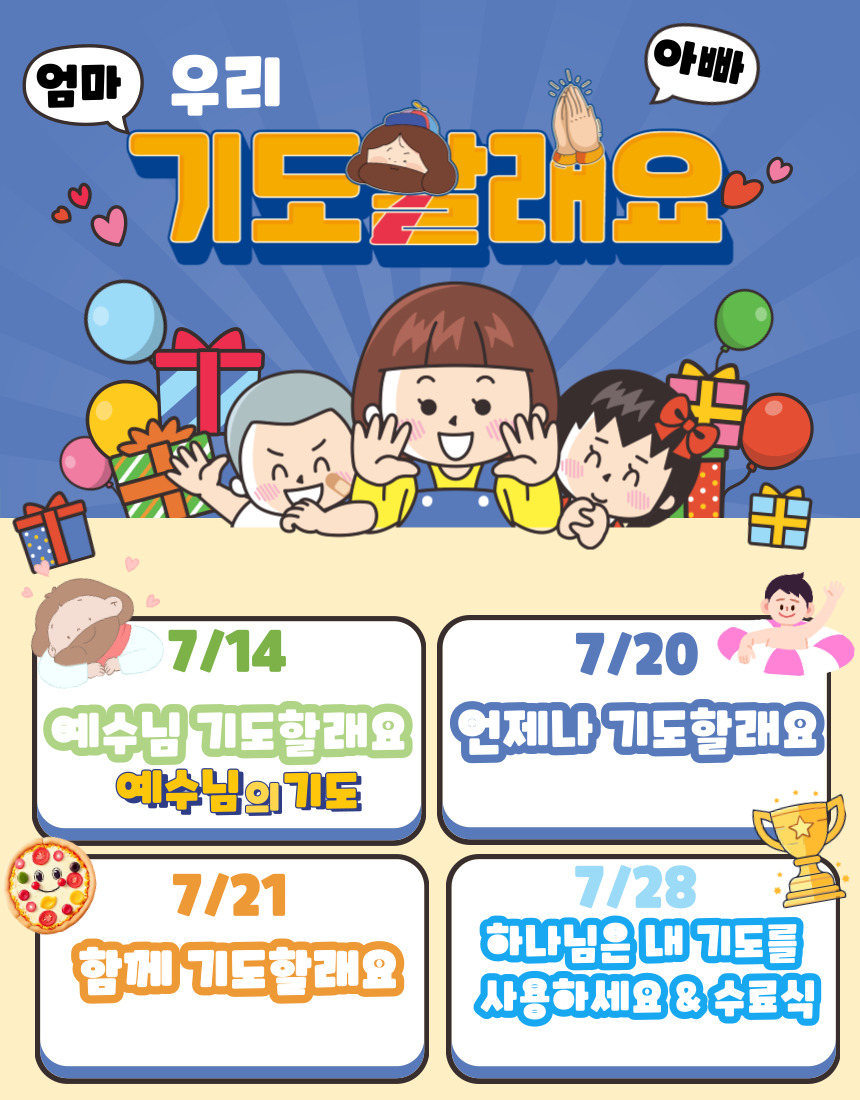 엄마
우리
아빠
기도할래요
7/14
예수님 기도할래요
예수님의 기도
7/20
언제나 기도할래요
7/21
함께 기도할래요
7/28
하나님은 내 기도를
사용하세요 & 수료식